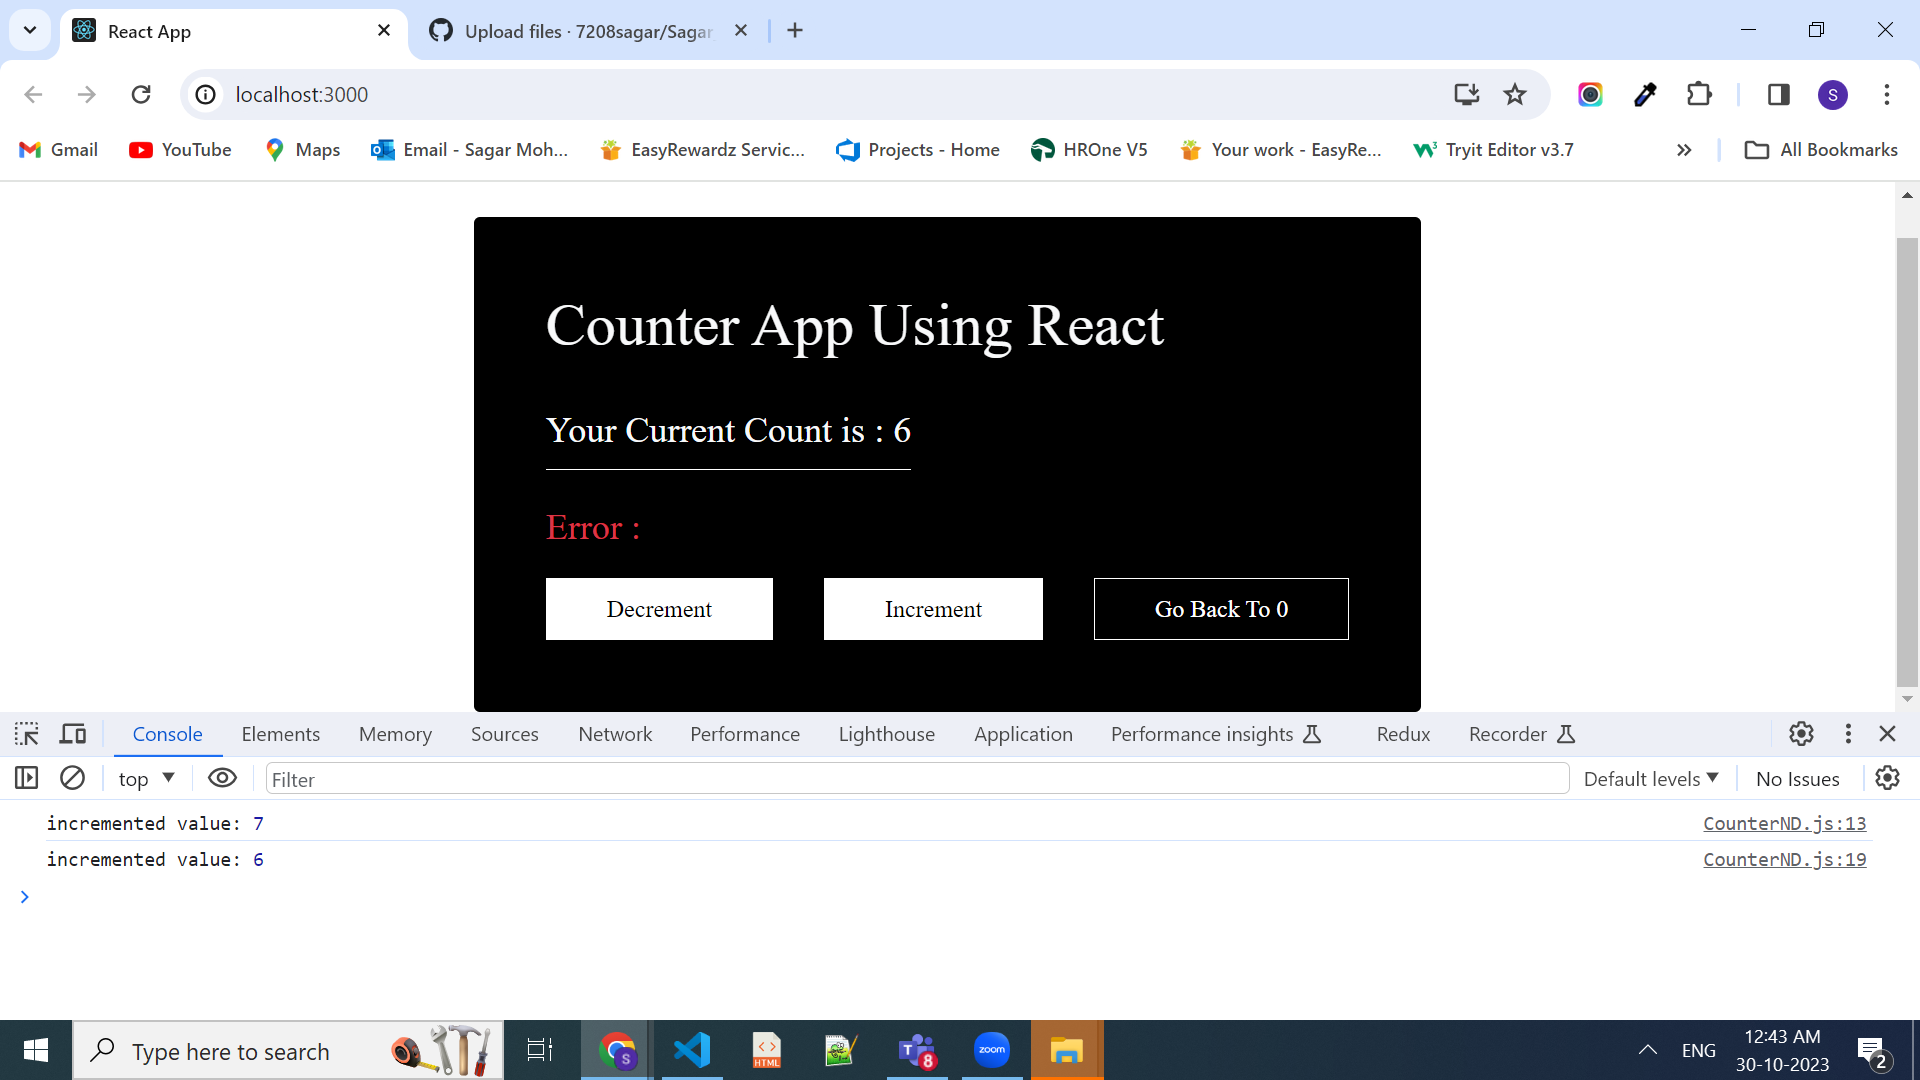 React App
Upload files · 7208sagar/Sagar
localhost:3000
S
Gmail YouTube Maps Email - Sagar Moh... EasyRewardz Servic... Projects - Home HROne V5 Your work - EasyRe... Tryit Editor v3.7 » All Bookmarks
Counter App Using React
Your Current Count is : 6
Error :
Decrement Increment Go Back To 0
Console Elements Memory Sources Network Performance Lighthouse Application Performance insights Redux Recorder
top Filter Default levels No Issues
incremented value: 7 CounterND.js:13
incremented value: 6 CounterND.js:19
Type here to search
S
HTML
T 8
zoom
ENG
12:43 AM
30-10-2023
2